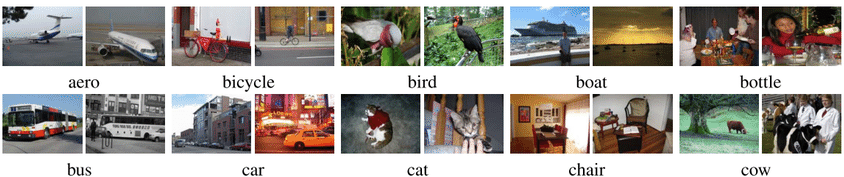 aero bicycle bird boat bottle
bus car cat chair cow